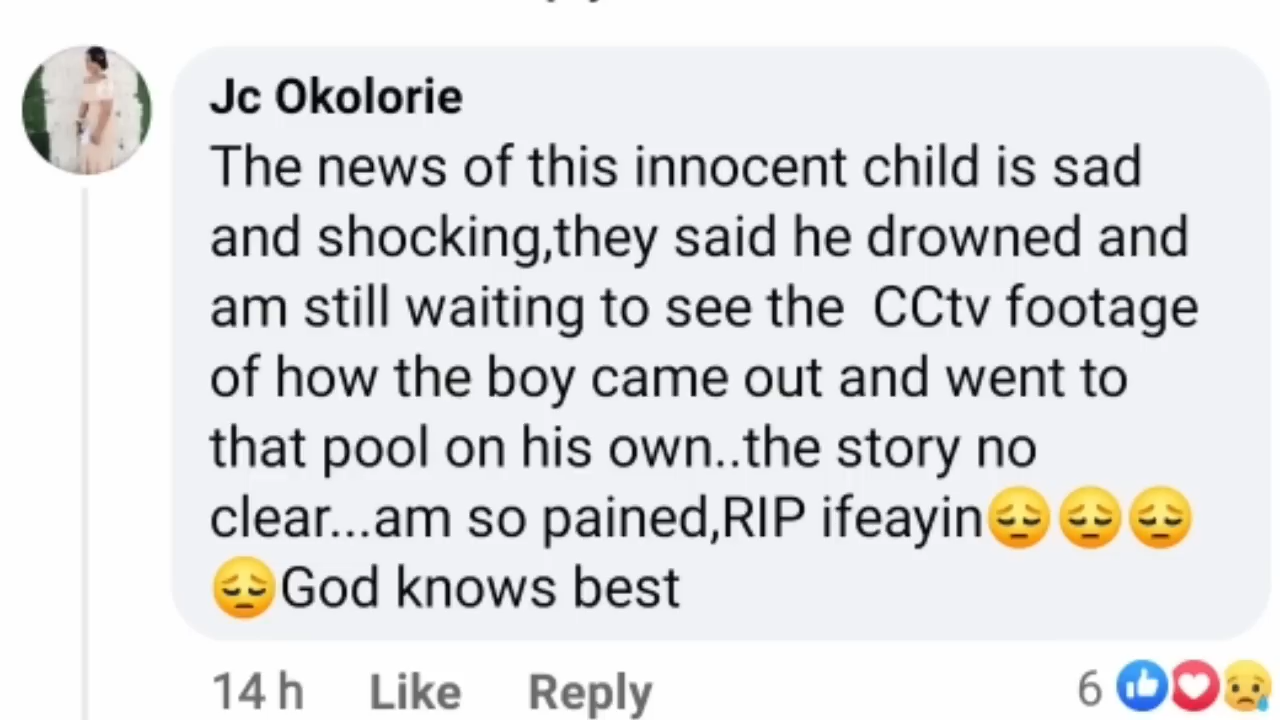 Jc Okolorie
The news of this innocent child is sad
and shocking,they said he drowned and
am still waiting to see the  CCtv footage
of how the boy came out and went to
that pool on his own..the story no
clear...am so pained,RIP ifeayin😔😔😔
😔God knows best
14 h Like Reply 6